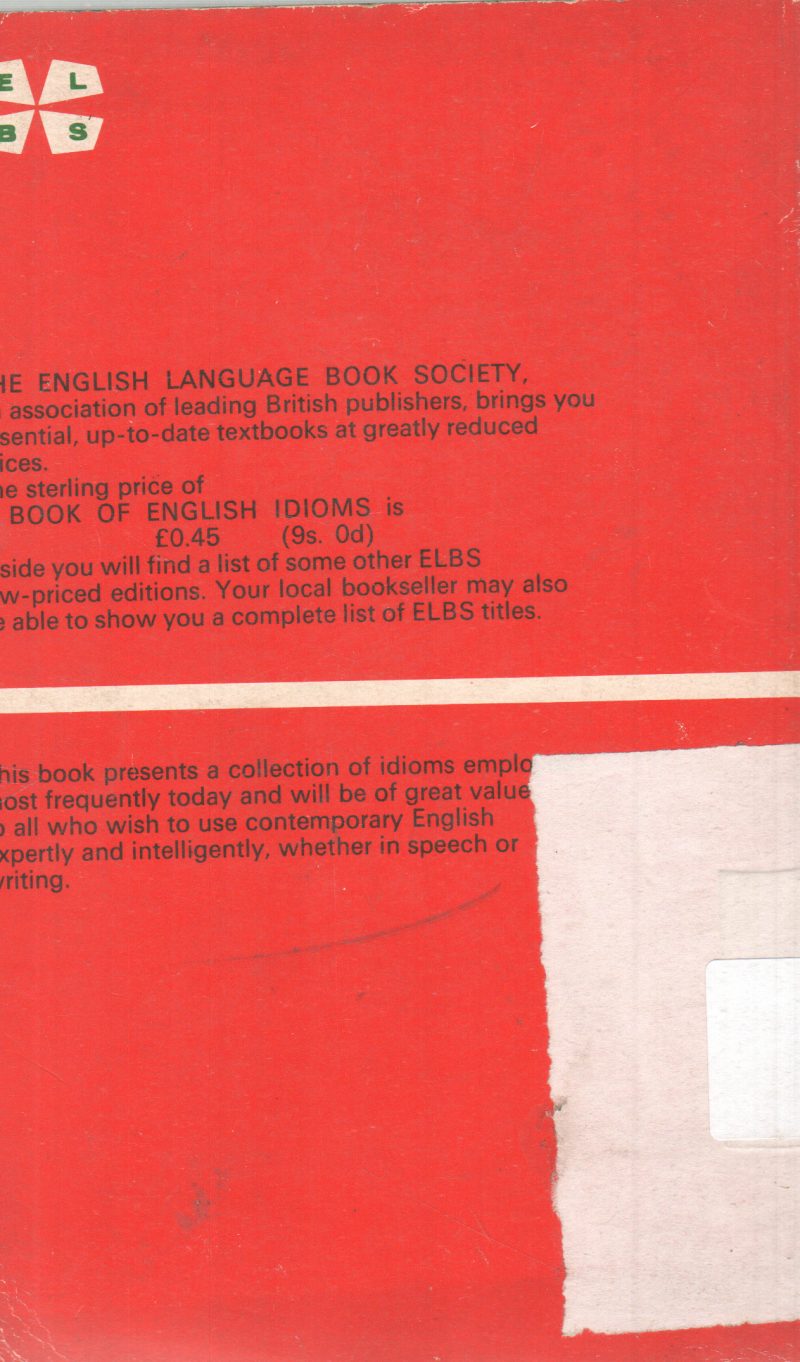 E L
B S
HE ENGLISH LANGUAGE BOOK SOCIETY,
association of leading British publishers, brings you
sential, up-to-date textbooks at greatly reduced
ices.
he sterling price of
BOOK OF ENGLISH IDIOMS is
£0.45 (9s. 0d)
side you will find a list of some other ELBS
w-priced editions. Your local bookseller may also
e able to show you a complete list of ELBS titles.
his book presents a collection of idioms emplo
ost frequently today and will be of great value
o all who wish to use contemporary English
xpertly and intelligently, whether in speech or
riting.